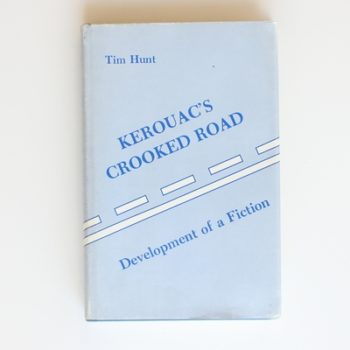 Tim Hunt
KEROUAC'S
CROOKED ROAD
Development of a Fiction